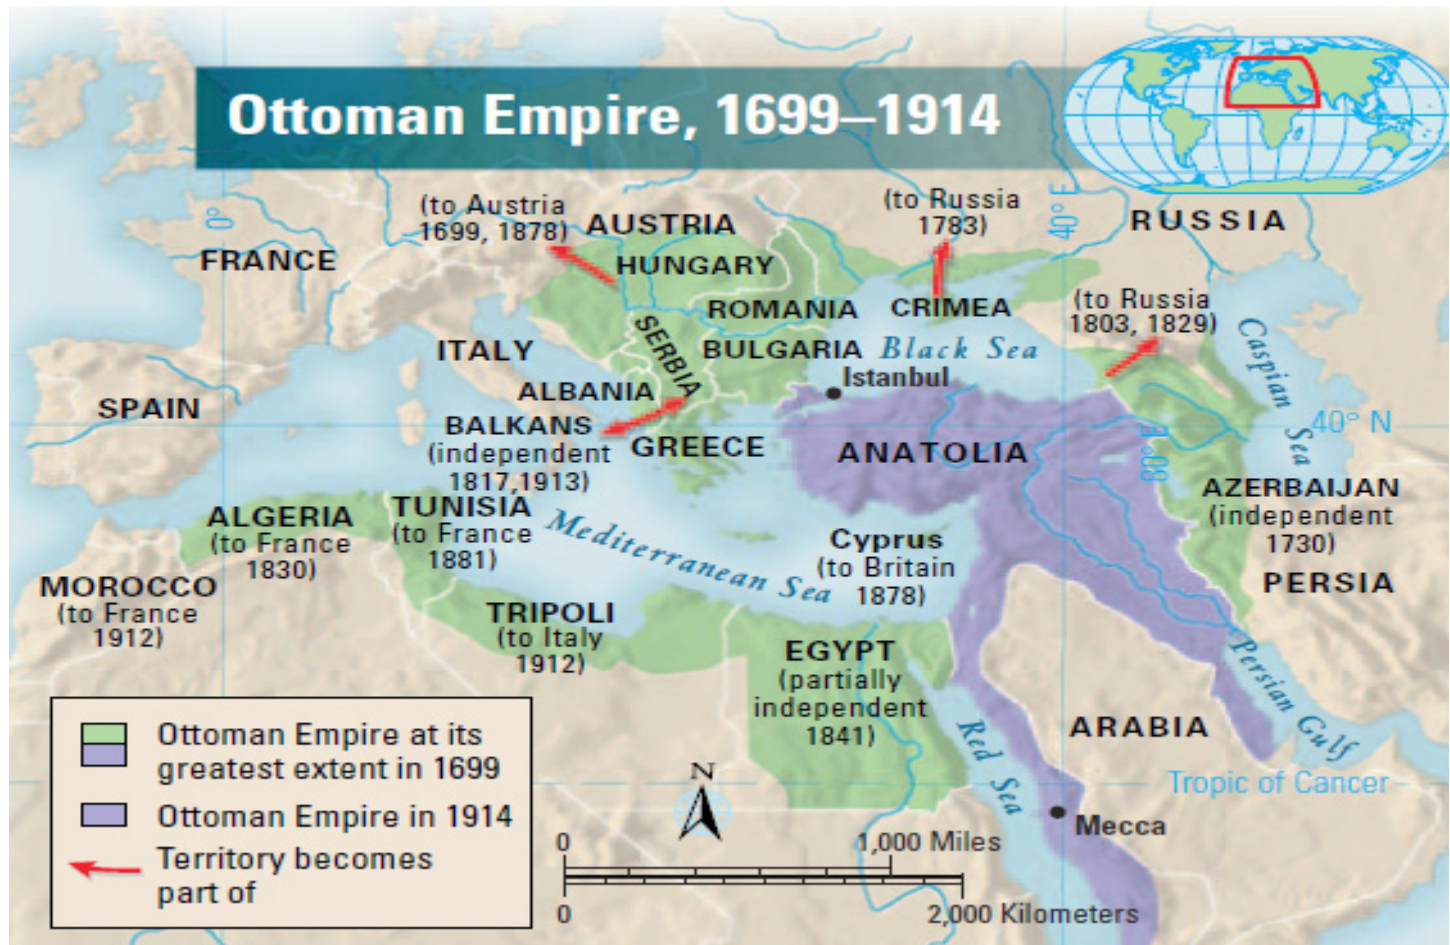 Ottoman Empire, 1699–1914
(to Austria
1699, 1878)
AUSTRIA
(to Russia
1783)
40° E
RUSSIA
0°
FRANCE
HUNGARY
ROMANIA
CRIMEA
(to Russia
1803, 1829)
ITALY
SERBIA
BULGARIA
Black Sea
Istanbul
Caspian Sea
SPAIN
ALBANIA
BALKANS
(independent
1817,1913)
GREECE
ANATOLIA
40° N
80° E
AZERBAIJAN
(independent
1730)
PERSIA
ALGERIA
(to France
1830)
TUNISIA
(to France
1881)
Mediterranean Sea
Cyprus
(to Britain
1878)
MOROCCO
(to France
1912)
TRIPOLI
(to Italy
1912)
EGYPT
(partially
independent
1841)
Persian Gulf
ARABIA
Red Sea
Tropic of Cancer
Mecca
Ottoman Empire at its
greatest extent in 1699
Ottoman Empire in 1914
Territory becomes
part of
N
0
1,000 Miles
0
2,000 Kilometers